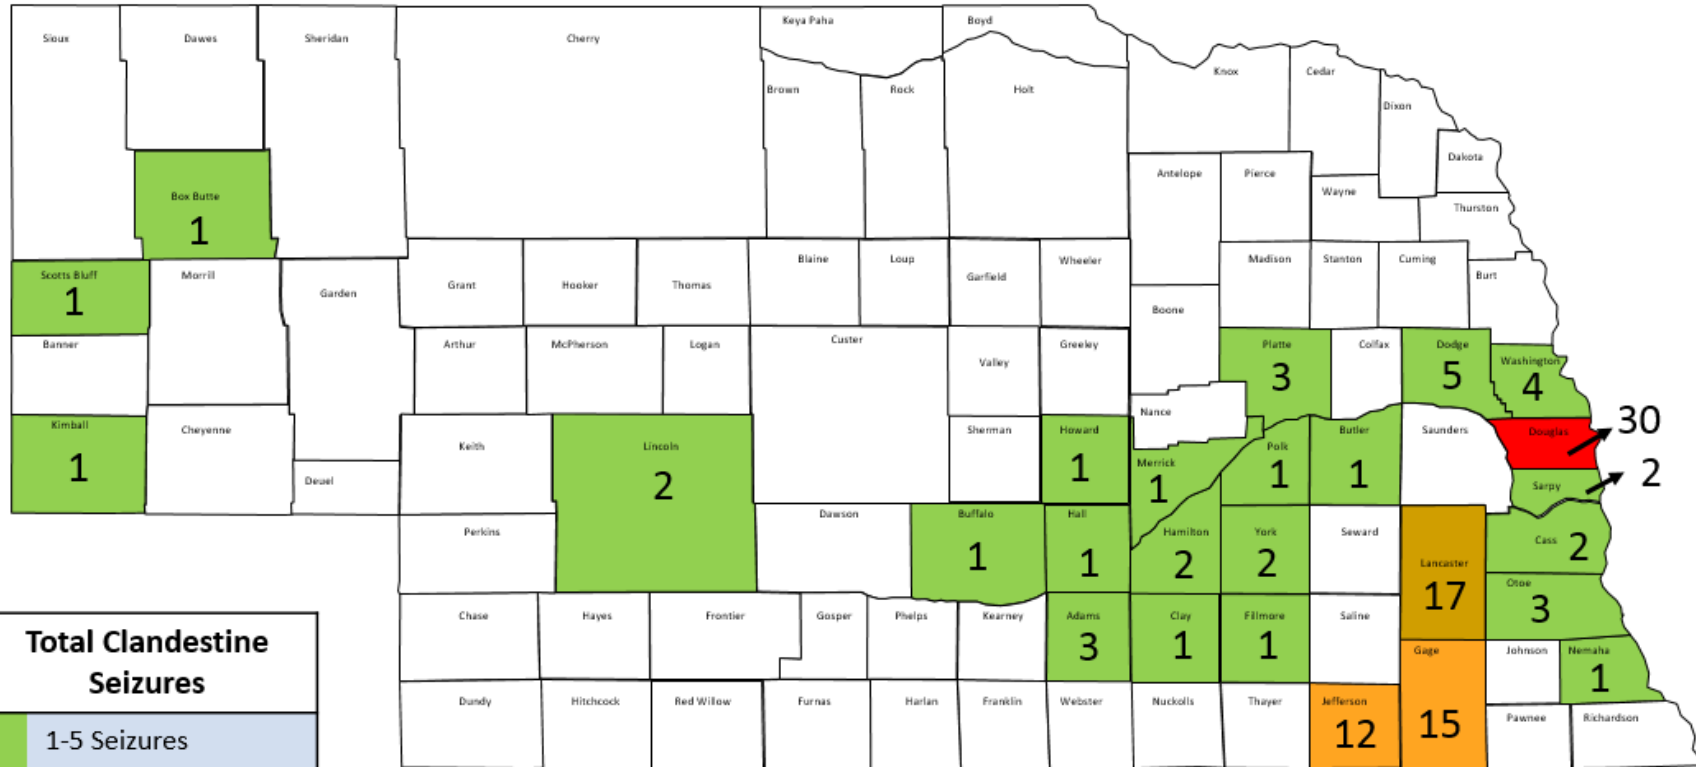 Sioux
Dawes
Sheridan
Cherry
Keya Paha
Boyd
Knox
Cedar
Dixon
Dakota
Brown
Rock
Holt
Antelope
Pierce
Wayne
Thurston
Box Butte
1
Scotts Bluff
1
Morrill
Garden
Grant
Hooker
Thomas
Blaine
Loup
Garfield
Wheeler
Madison
Stanton
Cuming
Burt
Boone
Banner
Arthur
McPherson
Logan
Custer
Valley
Greeley
Platte
3
Colfax
Dodge
5
Washington
4
Nance
Kimball
1
Cheyenne
Deuel
Keith
Lincoln
2
Sherman
Howard
1
Merrick
1
Polk
1
Butler
1
Saunders
Douglas
30
Sarpy
2
Perkins
Dawson
Buffalo
1
Hall
1
Hamilton
2
York
2
Seward
Lancaster
17
Cass 2
Otoe
3
Chase
Hayes
Frontier
Gosper
Phelps
Kearney
Adams
3
Clay
1
Fillmore
1
Saline
Gage
15
Johnson
Nemaha
1
Dundy
Hitchcock
Red Willow
Furnas
Harlan
Franklin
Webster
Nuckolls
Thayer
Jefferson
12
Pawnee
Richardson
Total Clandestine
Seizures
1-5 Seizures